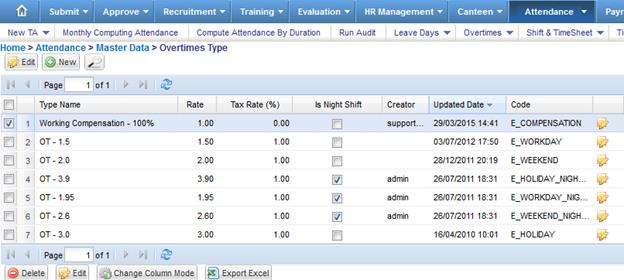 Submit Approve Recruitment Training Evaluation HR Management Canteen Attendance
New TA Monthly Computing Attendance Compute Attendance By Duration Run Audit Leave Days Overtimes Shift & TimeSheet
Home > Attendance > Master Data > Overtimes Type
Edit New
Page 1 of 1
Type Name Rate Tax Rate (%) Is Night Shift Creator Updated Date Code
1 Working Compensation - 100% 1.00 0.00 support... 29/03/2015 14:41 E_COMPENSATION
2 OT - 1.5 1.50 1.00 03/07/2012 17:50 E_WORKDAY
3 OT - 2.0 2.00 1.00 28/12/2011 20:19 E_WEEKEND
4 OT - 3.9 3.90 1.00 admin 26/07/2011 18:31 E_HOLIDAY_NIGH...
5 OT - 1.95 1.95 1.00 admin 26/07/2011 18:31 E_WORKDAY_NIG...
6 OT - 2.6 2.60 1.00 admin 26/07/2011 18:31 E_WEEKEND_NIG...
7 OT - 3.0 3.00 1.00 16/04/2010 10:01 E_HOLIDAY
Page 1 of 1
Delete Edit Change Column Mode Export Excel